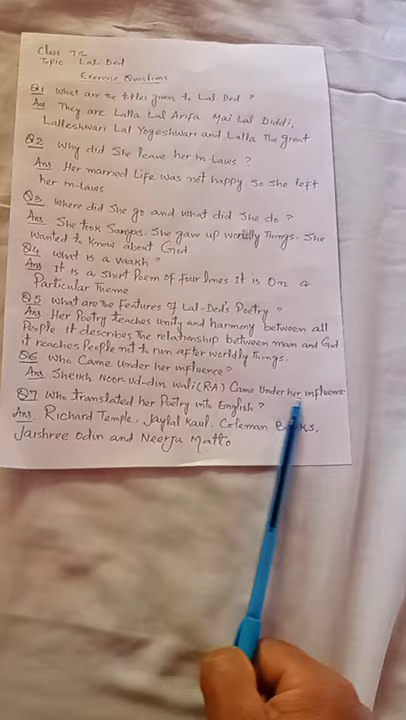 Class 7th
Topic Lal-Ded
Exercise Questions
Q1 What are the titles given to Lal-Ded ?
Ans They are Lalla Lal Arifa Mai Lal Diddi,
Lalleshwari Lal Yogeshwari and Lalla The great
Q2 Why did She leave her in-Laws ?
Ans. Her married Life was not happy. So She left
her in-Laws
Q3. Where did She go and what did She do ?
Ans. She took Sanyas. She gave up worldly Things. She
wanted to know about God
Q4 What is a vaakh ?
Ans It is a Short Poem of four lines. It is On a
Particular Theme
Q5 What are the Features of Lal-Ded's Poetry ?
Ans Her Poetry teaches unity and harmony between all
People It describes the relationship between man and God.
it teaches People not to run after worldly Things.
Q6 Who Came Under her influence ?
Ans. Sheikh Noor-ud-din wali (RA) Came Under her influence
Q7 Who translated her Poetry into English ?
Ans. Richard Temple. Jaylal Kaul. Coleman
Jaishree Odin and Neerja Mattoo